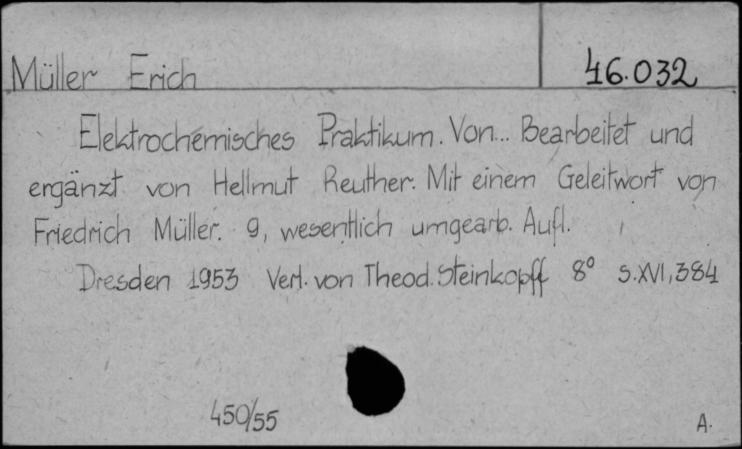 Müller Erich 46.032
Elektrochemisches Praktikum. Von... Bearbeitet und
ergänzt von Hellmut Reuther. Mit einem Geleitwort von
Friedrich Müller. 9, wesentlich umgearb. Aufl.
Dresden 1953 Verl. von Theod. Steinkopff 8° S.XVI,384
450/55 A.